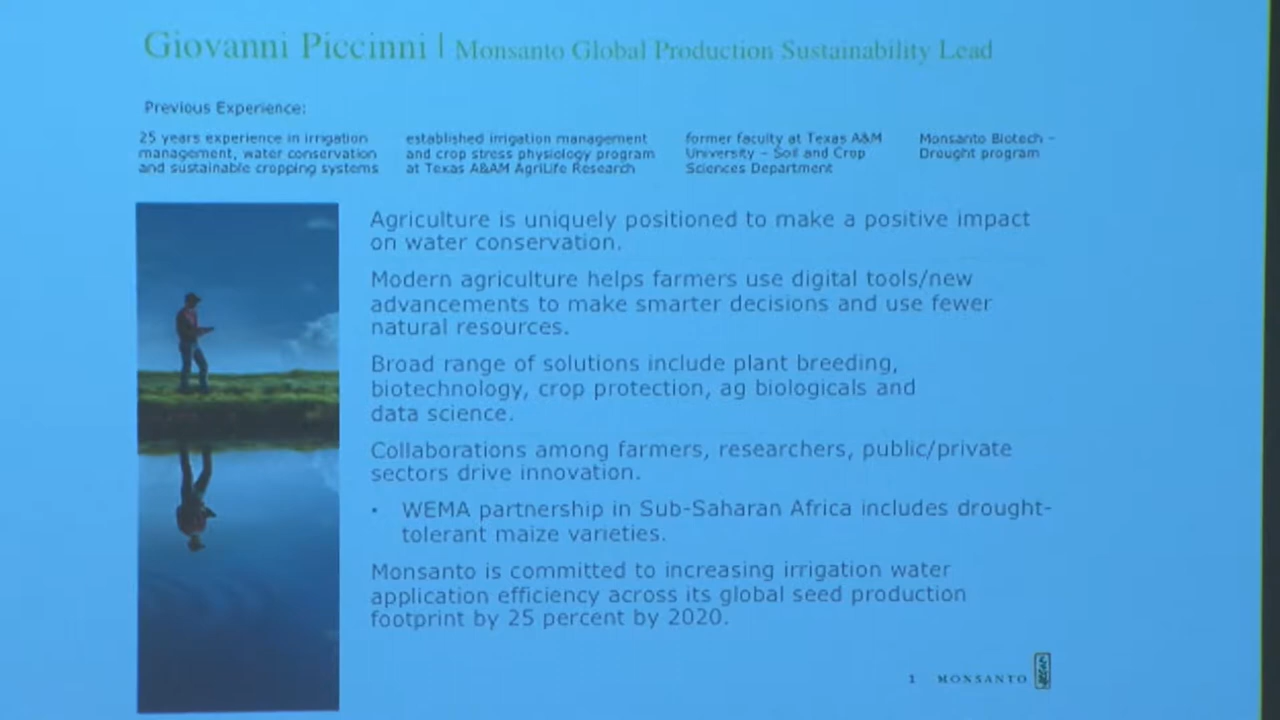 Giovanni Piccinni | Monsanto Global Production Sustainability Lead
Previous Experience:
25 years experience in irrigation
management, water conservation
and sustainable cropping systems
established irrigation management
and crop stress physiology program
at Texas A&AM AgriLife Research
former faculty at Texas A&M
University – Soil and Crop
Sciences Department
Monsanto Biotech –
Drought program
Agriculture is uniquely positioned to make a positive impact
on water conservation.
Modern agriculture helps farmers use digital tools/new
advancements to make smarter decisions and use fewer
natural resources.
Broad range of solutions include plant breeding,
biotechnology, crop protection, ag biologicals and
data science.
Collaborations among farmers, researchers, public/private
sectors drive innovation.
• WEMA partnership in Sub-Saharan Africa includes drought-
tolerant maize varieties.
Monsanto is committed to increasing irrigation water
application efficiency across its global seed production
footprint by 25 percent by 2020.
1 MONSANTO